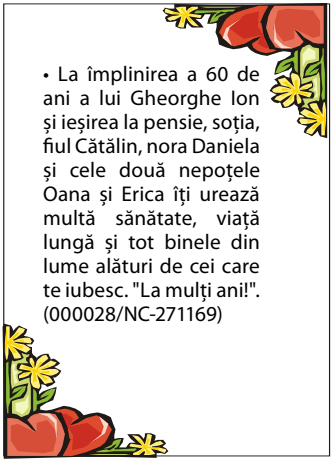 • La împlinirea a 60 de
ani a lui Gheorghe Ion
și ieșirea la pensie, soția,
fiul Cătălin, nora Daniela
și cele două nepoțele
Oana și Erica îți urează
multă sănătate, viață
lungă și tot binele din
lume alături de cei care
te iubesc. "La mulți ani!".
(000028/NC-271169)